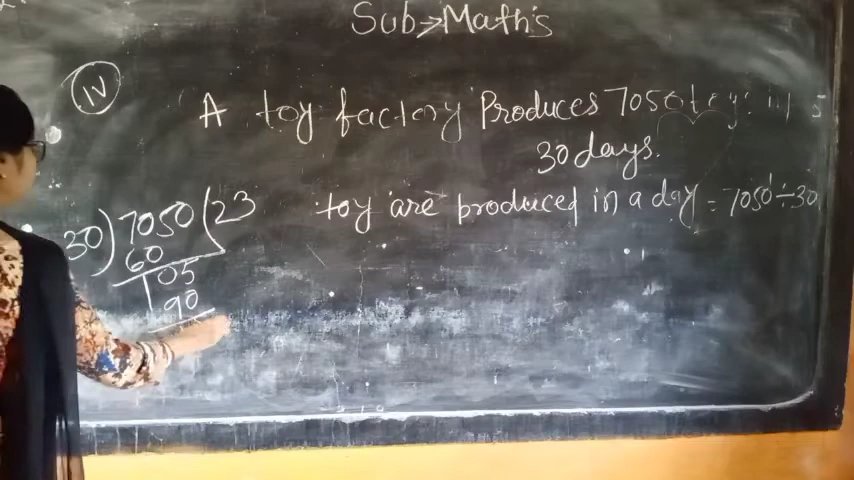 Sub→Math's
IV
A toy factory Produces 7050 toys in
30 days.
toy are produced in a day = 7050÷30
30)7050(23
60
105
90